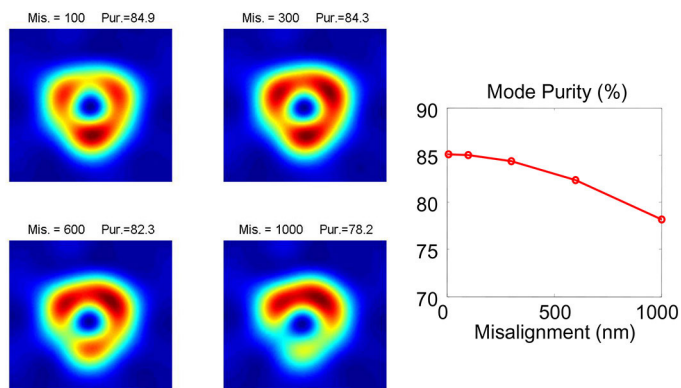 Mis. = 100 Pur.=84.9
Mis. = 300 Pur.=84.3
Mis. = 600 Pur.=82.3
Mis. = 1000 Pur.=78.2
Mode Purity (%)
90
85
80
75
70
0 500 1000
Misalignment (nm)